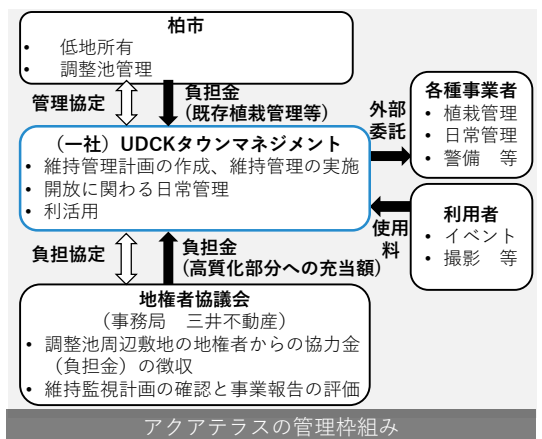 柏市
• 低地所有
• 調整池管理
管理協定
負担金
(既存植栽管理等)
外部
委託
各種事業者
• 植栽管理
• 日常管理
• 警備　等
（一社）UDCKタウンマネジメント
• 維持管理計画の作成、維持管理の実施
• 開放に関わる日常管理
• 利活用
使用
料
利用者
• イベント
• 撮影　等
負担協定
負担金
(高質化部分への充当額)
地権者協議会
（事務局　三井不動産）
• 調整池周辺敷地の地権者からの協力金
（負担金）の徴収
• 維持監視計画の確認と事業報告の評価
アクアテラスの管理枠組み